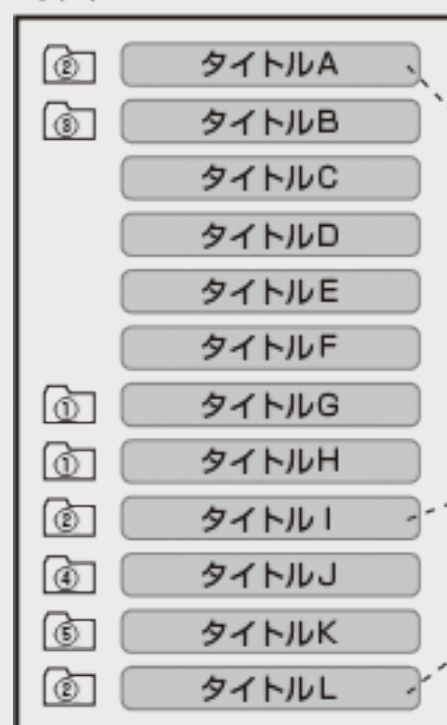 ② タイトルA
⑧ タイトルB
タイトルC
タイトルD
タイトルE
タイトルF
① タイトルG
① タイトルH
② タイトルI
④ タイトルJ
⑤ タイトルK
② タイトルL